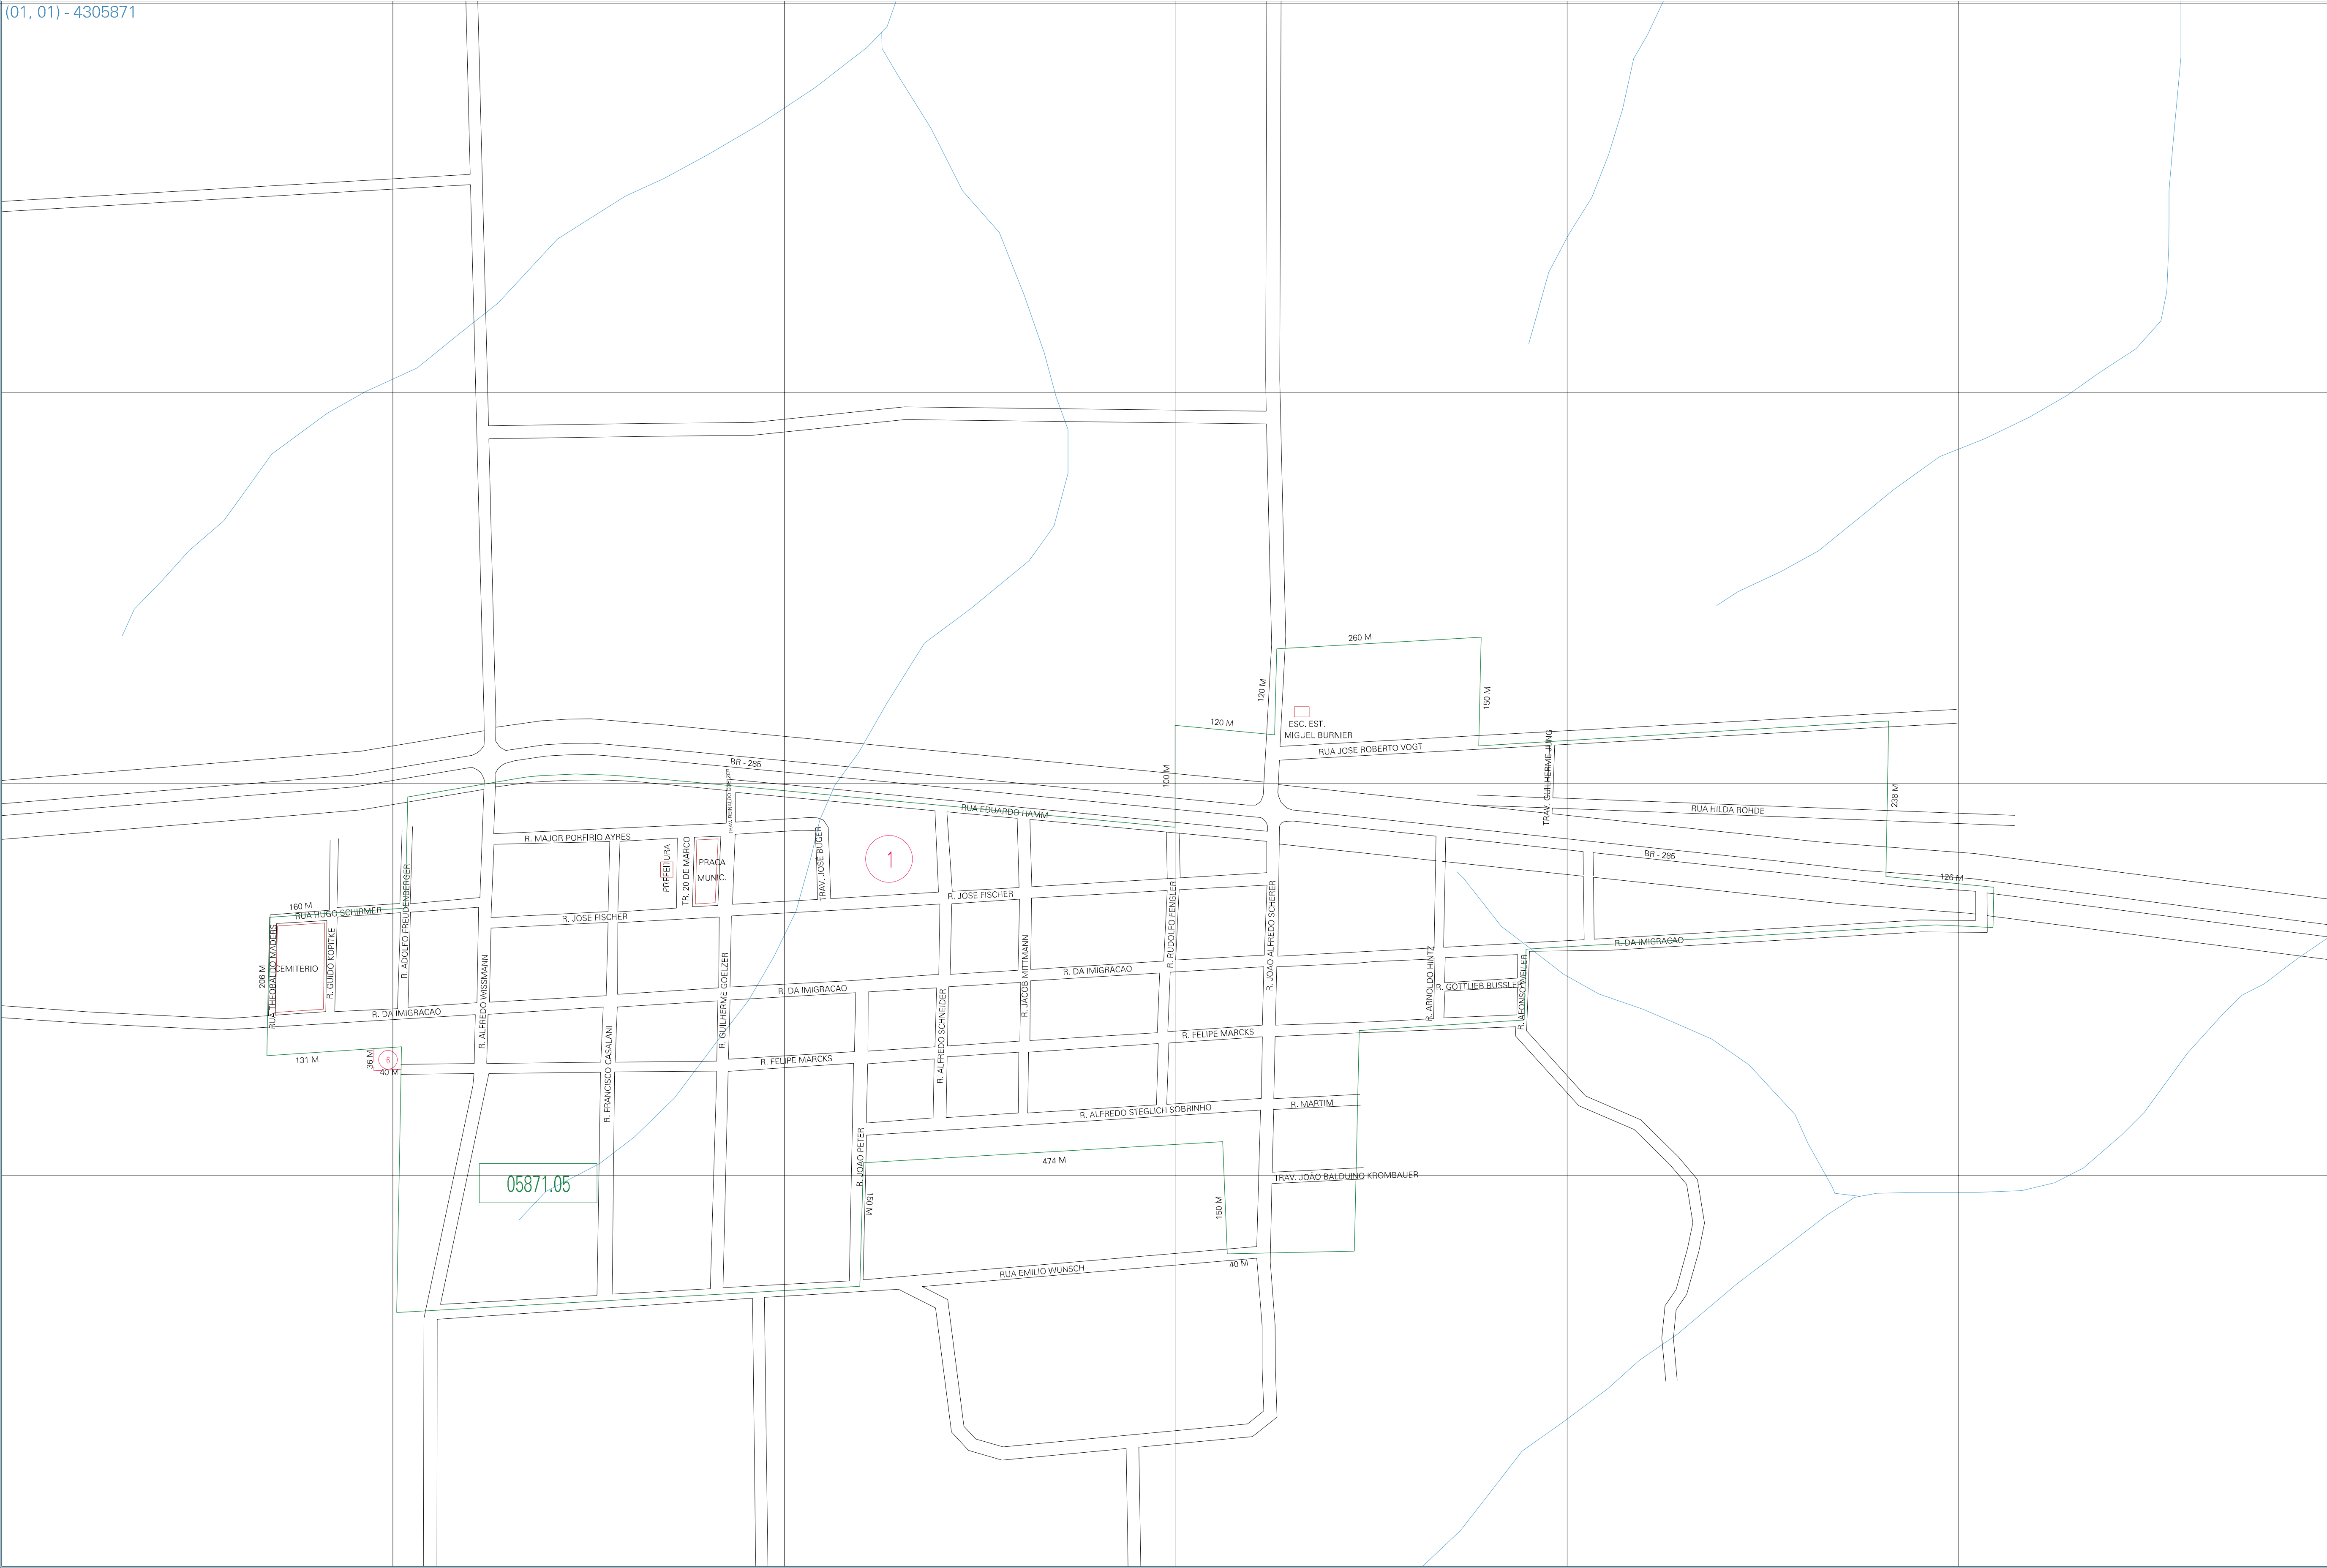 (01, 01) - 4305871
260 M
120 M
150 M
120 M
ESC. EST.
MIGUEL BURNIER
RUA JOSE ROBERTO VOGT
TRAV. GUILHERME JUNG
BR - 285
100 M
238 M
RUA EDUARDO HAMM
RUA HILDA ROHDE
R. MAJOR PORFIRIO AYRES
PREFEITURA
TR. 20 DE MARCO
PRACA
MUNIC.
TRAV. JOSE BUGER
1
BR - 285
126 M
R. JOSE FISCHER
160 M
RUA HUGO SCHIRMER
R. JOSE FISCHER
R. ADOLFO FREUDENBERGER
R. RUDOLFO FENGLER
R. JOAO ALFREDO SCHERER
R. DA IMIGRACAO
206 M
RUA THEOBALDO MADERS
CEMITERIO
R. GUIDO KOPITKE
R. DA IMIGRACAO
R. ALFREDO WISSMANN
R. GUILHERME GOELZER
R. DA IMIGRACAO
R. ALFREDO SCHNEIDER
R. JACOB MITTMANN
R. ARNOLDO HINTZ
R. GOTTLIEB BUSSLER
R. AFONSO WEILER
R. DA IMIGRACAO
R. FELIPE MARCKS
131 M
36 M
6
40 M
R. FRANCISCO CASALANI
R. FELIPE MARCKS
R. ALFREDO STEGLICH SOBRINHO
R. MARTIM
R. JOAO PETER
474 M
TRAV. JOÃO BALDUINO KROMBAUER
05871.05
150 M
150 M
40 M
RUA EMILIO WUNSCH